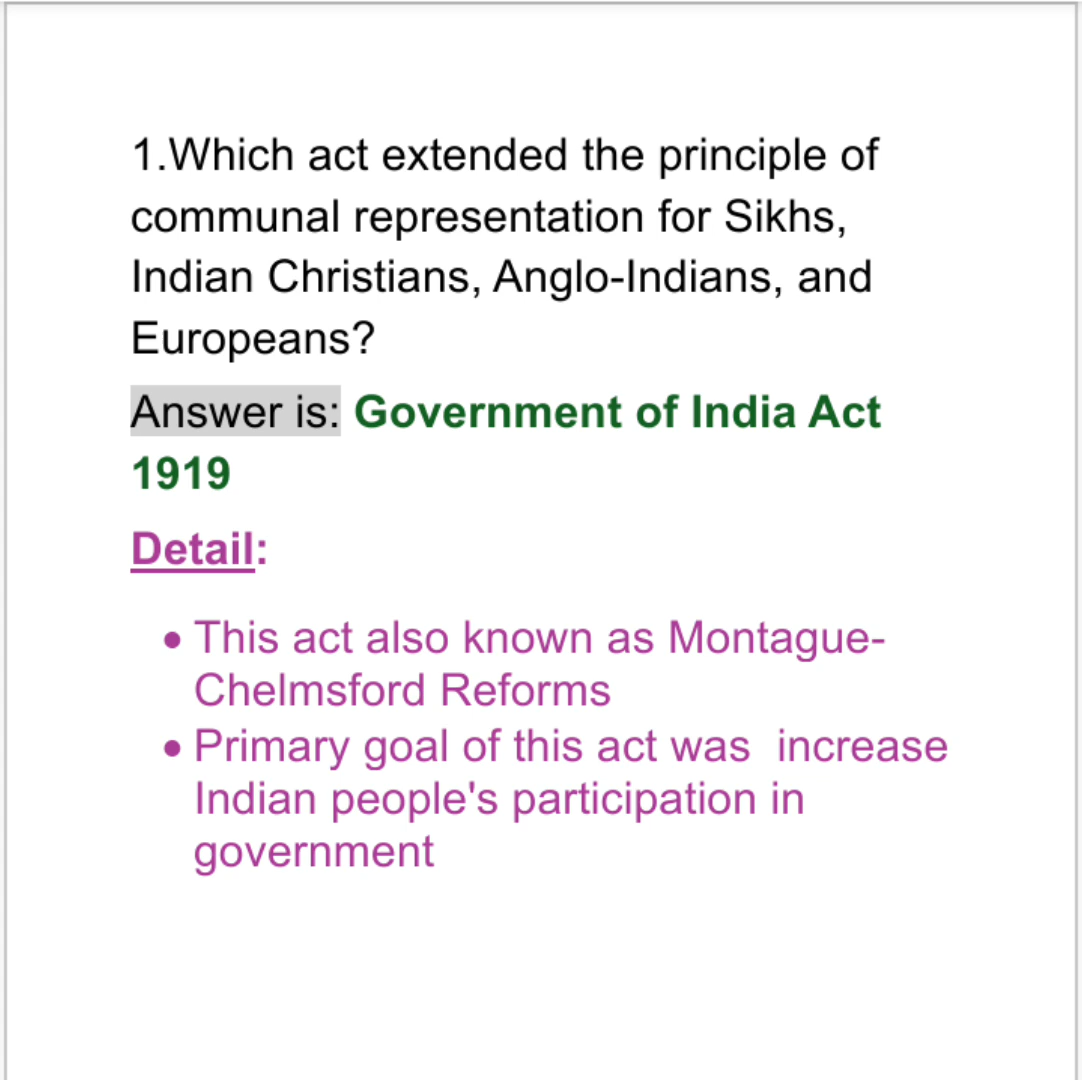 1.Which act extended the principle of
communal representation for Sikhs,
Indian Christians, Anglo-Indians, and
Europeans?
Answer is: Government of India Act
1919
Detail:
• This act also known as Montague-
Chelmsford Reforms
• Primary goal of this act was  increase
Indian people's participation in
government